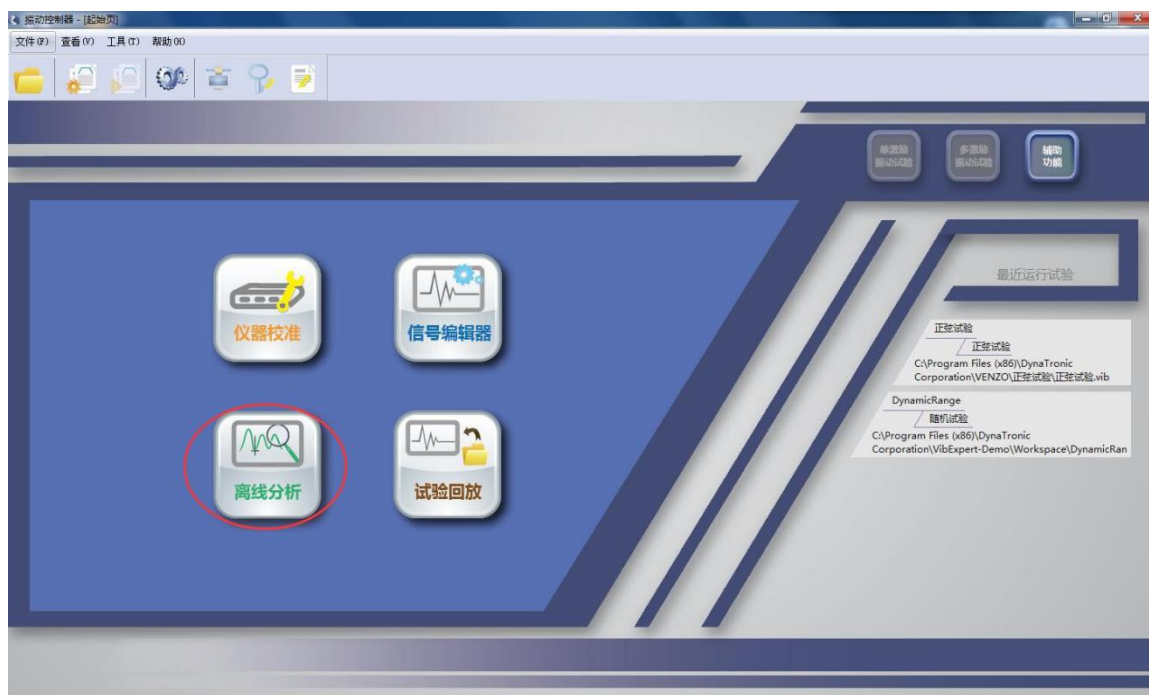 振动控制器 - [起始页]
文件(F) 查看(V) 工具(T) 帮助(H)
单激励
振动试验
多激励
振动试验
辅助
功能
仪器校准
信号编辑器
离线分析
试验回放
最近运行试验
正弦试验
正弦试验
C:\Program Files (x86)\DynaTronic
Corporation\VENZO\正弦试验\正弦试验.vib
DynamicRange
随机试验
C:\Program Files (x86)\DynaTronic
Corporation\VibExpert-Demo\Workspace\DynamicRan